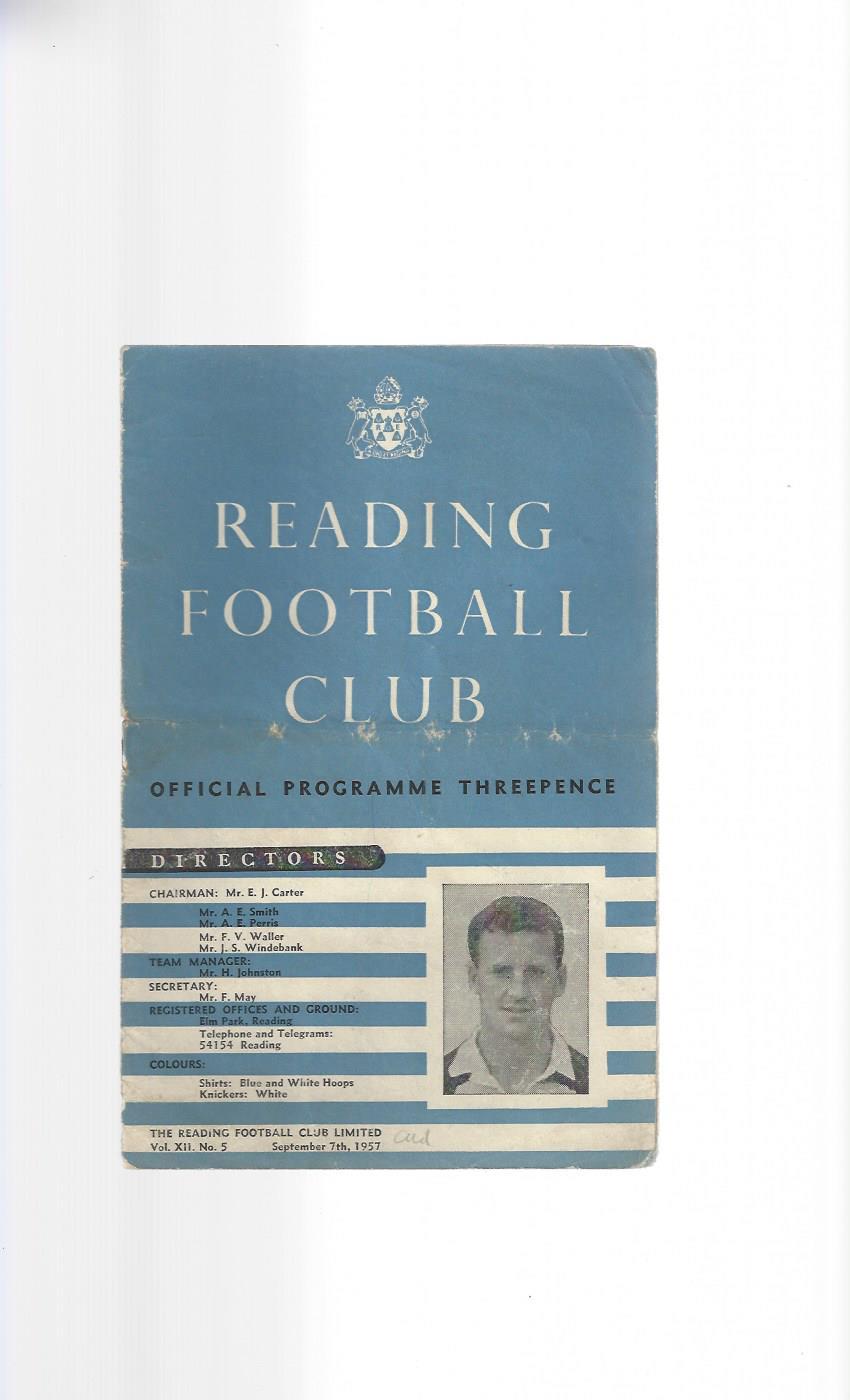 READING
FOOTBALL
CLUB
OFFICIAL PROGRAMME THREEPENCE
DIRECTORS
CHAIRMAN: Mr. E. J. Carter
Mr. A. E. Smith
Mr. A. E. Perris
Mr. F. V. Waller
Mr. J. S. Windebank
TEAM MANAGER:
Mr. H. Johnston
SECRETARY:
Mr. F. May
REGISTERED OFFICES AND GROUND:
Elm Park, Reading
Telephone and Telegrams:
54154 Reading
COLOURS:
Shirts: Blue and White Hoops
Knickers: White
THE READING FOOTBALL CLUB LIMITED
Vol. XII. No. 5 September 7th, 1957